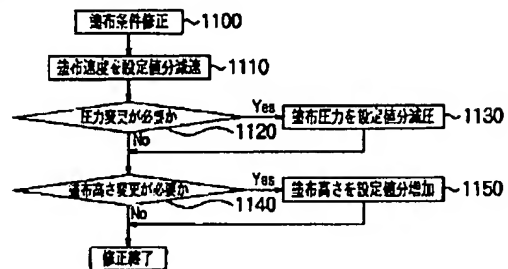 塗布条件修正
1100
塗布速度を設定値分減速
1110
圧力変更が必要か
Yes
1120
No
塗布圧力を設定値分減圧
1130
塗布高さ変更が必要か
Yes
1140
No
塗布高さを設定値分増加
1150
修正終了